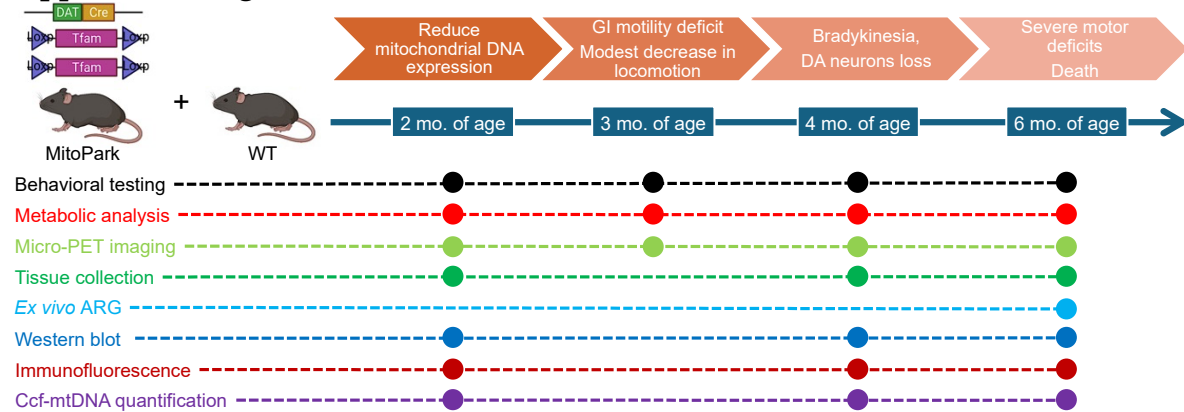 DAT Cre
Loxp Tfam Loxp
Loxp Tfam Loxp
MitoPark
+
WT
Reduce
mitochondrial DNA
expression
GI motility deficit
Modest decrease in
locomotion
Bradykinesia,
DA neurons loss
Severe motor
deficits
Death
2 mo. of age
3 mo. of age
4 mo. of age
6 mo. of age
Behavioral testing
Metabolic analysis
Micro-PET imaging
Tissue collection
Ex vivo ARG
Western blot
Immunofluorescence
Ccf-mtDNA quantification